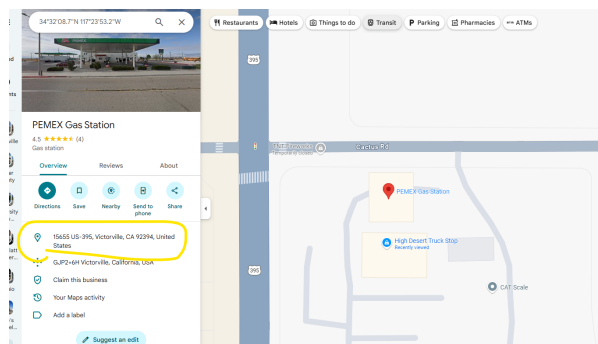 34°32'08.7"N 117°23'53.2"W
Restaurants
Hotels
Things to do
Transit
Parking
Pharmacies
ATMs
PEMEX Gas Station
4.5 (4)
Gas station
Overview
Reviews
About
Directions
Save
Nearby
Send to
phone
Share
15655 US-395, Victorville, CA 92394, United
States
GJP2+6H Victorville, California, USA
Claim this business
Your Maps activity
Add a label
Suggest an edit
395
Cactus Rd
PEMEX Gas Station
High Desert Truck Stop
Recently viewed
395
CAT Scale